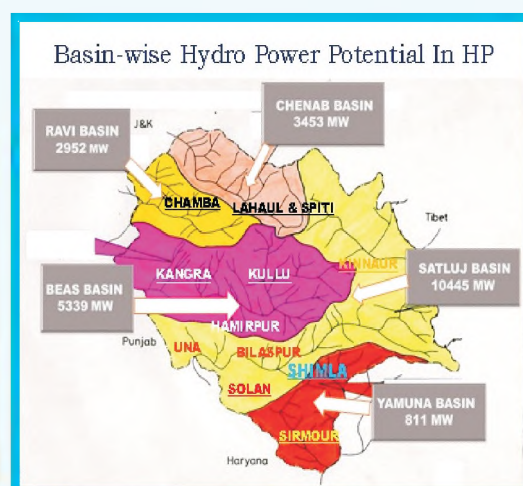 Basin-wise Hydro Power Potential In HP
CHENAB BASIN
3453 MW
J&K
RAVI BASIN
2952 MW
CHAMBA
LAHAUL & SPITI
Tibet
KINNAUR
KANGRA
KULLU
SATLUJ BASIN
10445 MW
BEAS BASIN
5339 MW
HAMIRPUR
Punjab
UNA
BILASPUR
SHIMLA
SOLAN
YAMUNA BASIN
811 MW
SIRMOUR
Haryana